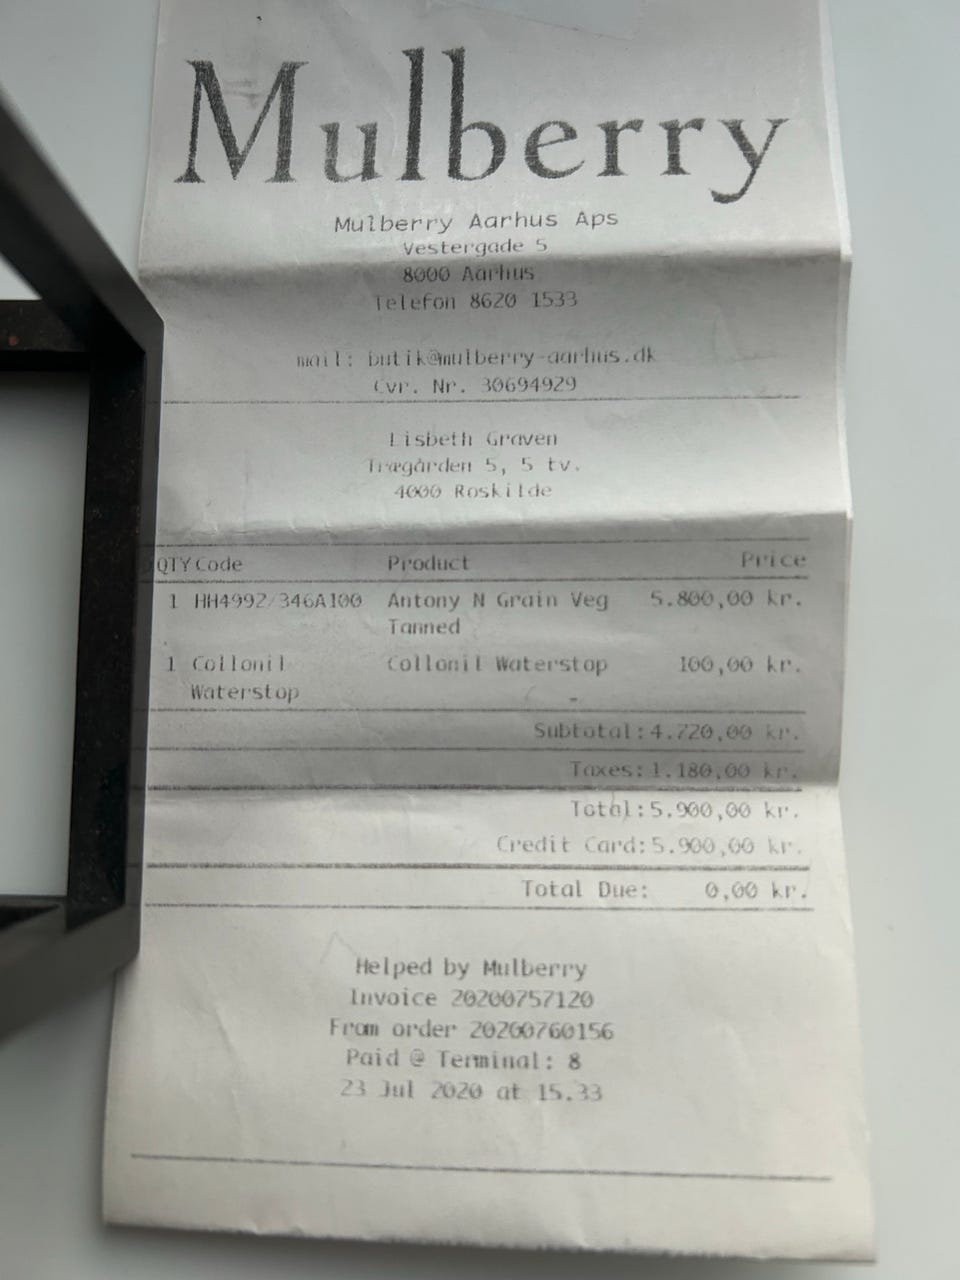 Mulberry
Mulberry Aarhus Aps
Vestergade 5
8000 Aarhus
Telefon 8620 1533
mail: butik@mulberry-aarhus.dk
Cvr. Nr. 30694929
Lisbeth Graven
Trægården 5, 5 tv.
4000 Roskilde
QTY Code Product Price
1 HH4992/346A100 Antony N Grain Veg 5.800,00 kr.
Tanned
1 Collonil Collonil Waterstop 100,00 kr.
Waterstop -
Subtotal: 4.720,00 kr.
Taxes: 1.180,00 kr.
Total: 5.900,00 kr.
Credit Card: 5.900,00 kr.
Total Due: 0,00 kr.
Helped by Mulberry
Invoice 20200757120
From order 20200760156
Paid @ Terminal: 8
23 Jul 2020 at 15.33